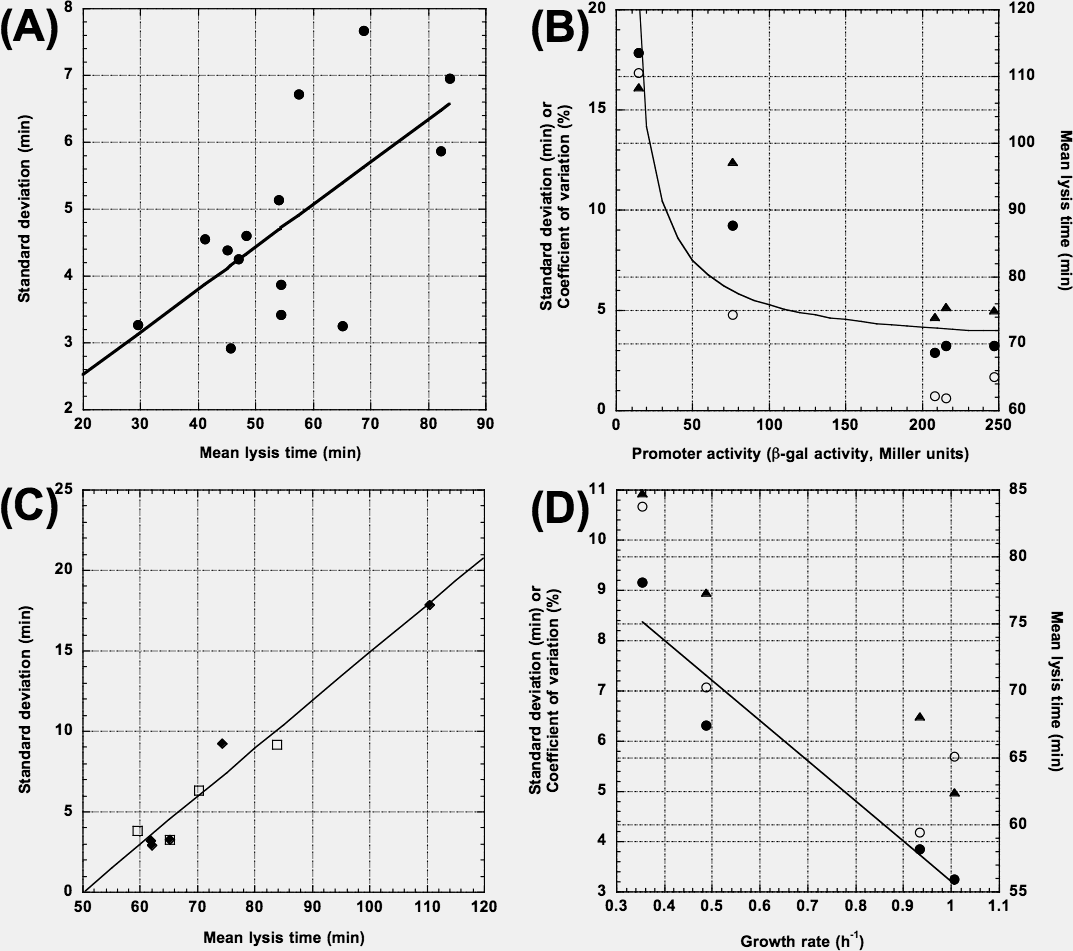 (A)
8
7
6
5
4
3
2
Standard deviation (min)
20 30 40 50 60 70 80 90
Mean lysis time (min)
(B)
20
15
10
5
0
Standard deviation (min) or
Coefficient of variation (%)
120
110
100
90
80
70
60
Mean lysis time (min)
0 50 100 150 200 250
Promoter activity (β-gal activity, Miller units)
(C)
25
20
15
10
5
0
Standard deviation (min)
50 60 70 80 90 100 110 120
Mean lysis time (min)
(D)
11
10
9
8
7
6
5
4
3
Standard deviation (min) or
Coefficient of variation (%)
85
80
75
70
65
60
55
Mean lysis time (min)
0.3 0.4 0.5 0.6 0.7 0.8 0.9 1 1.1
Growth rate (h⁻¹)